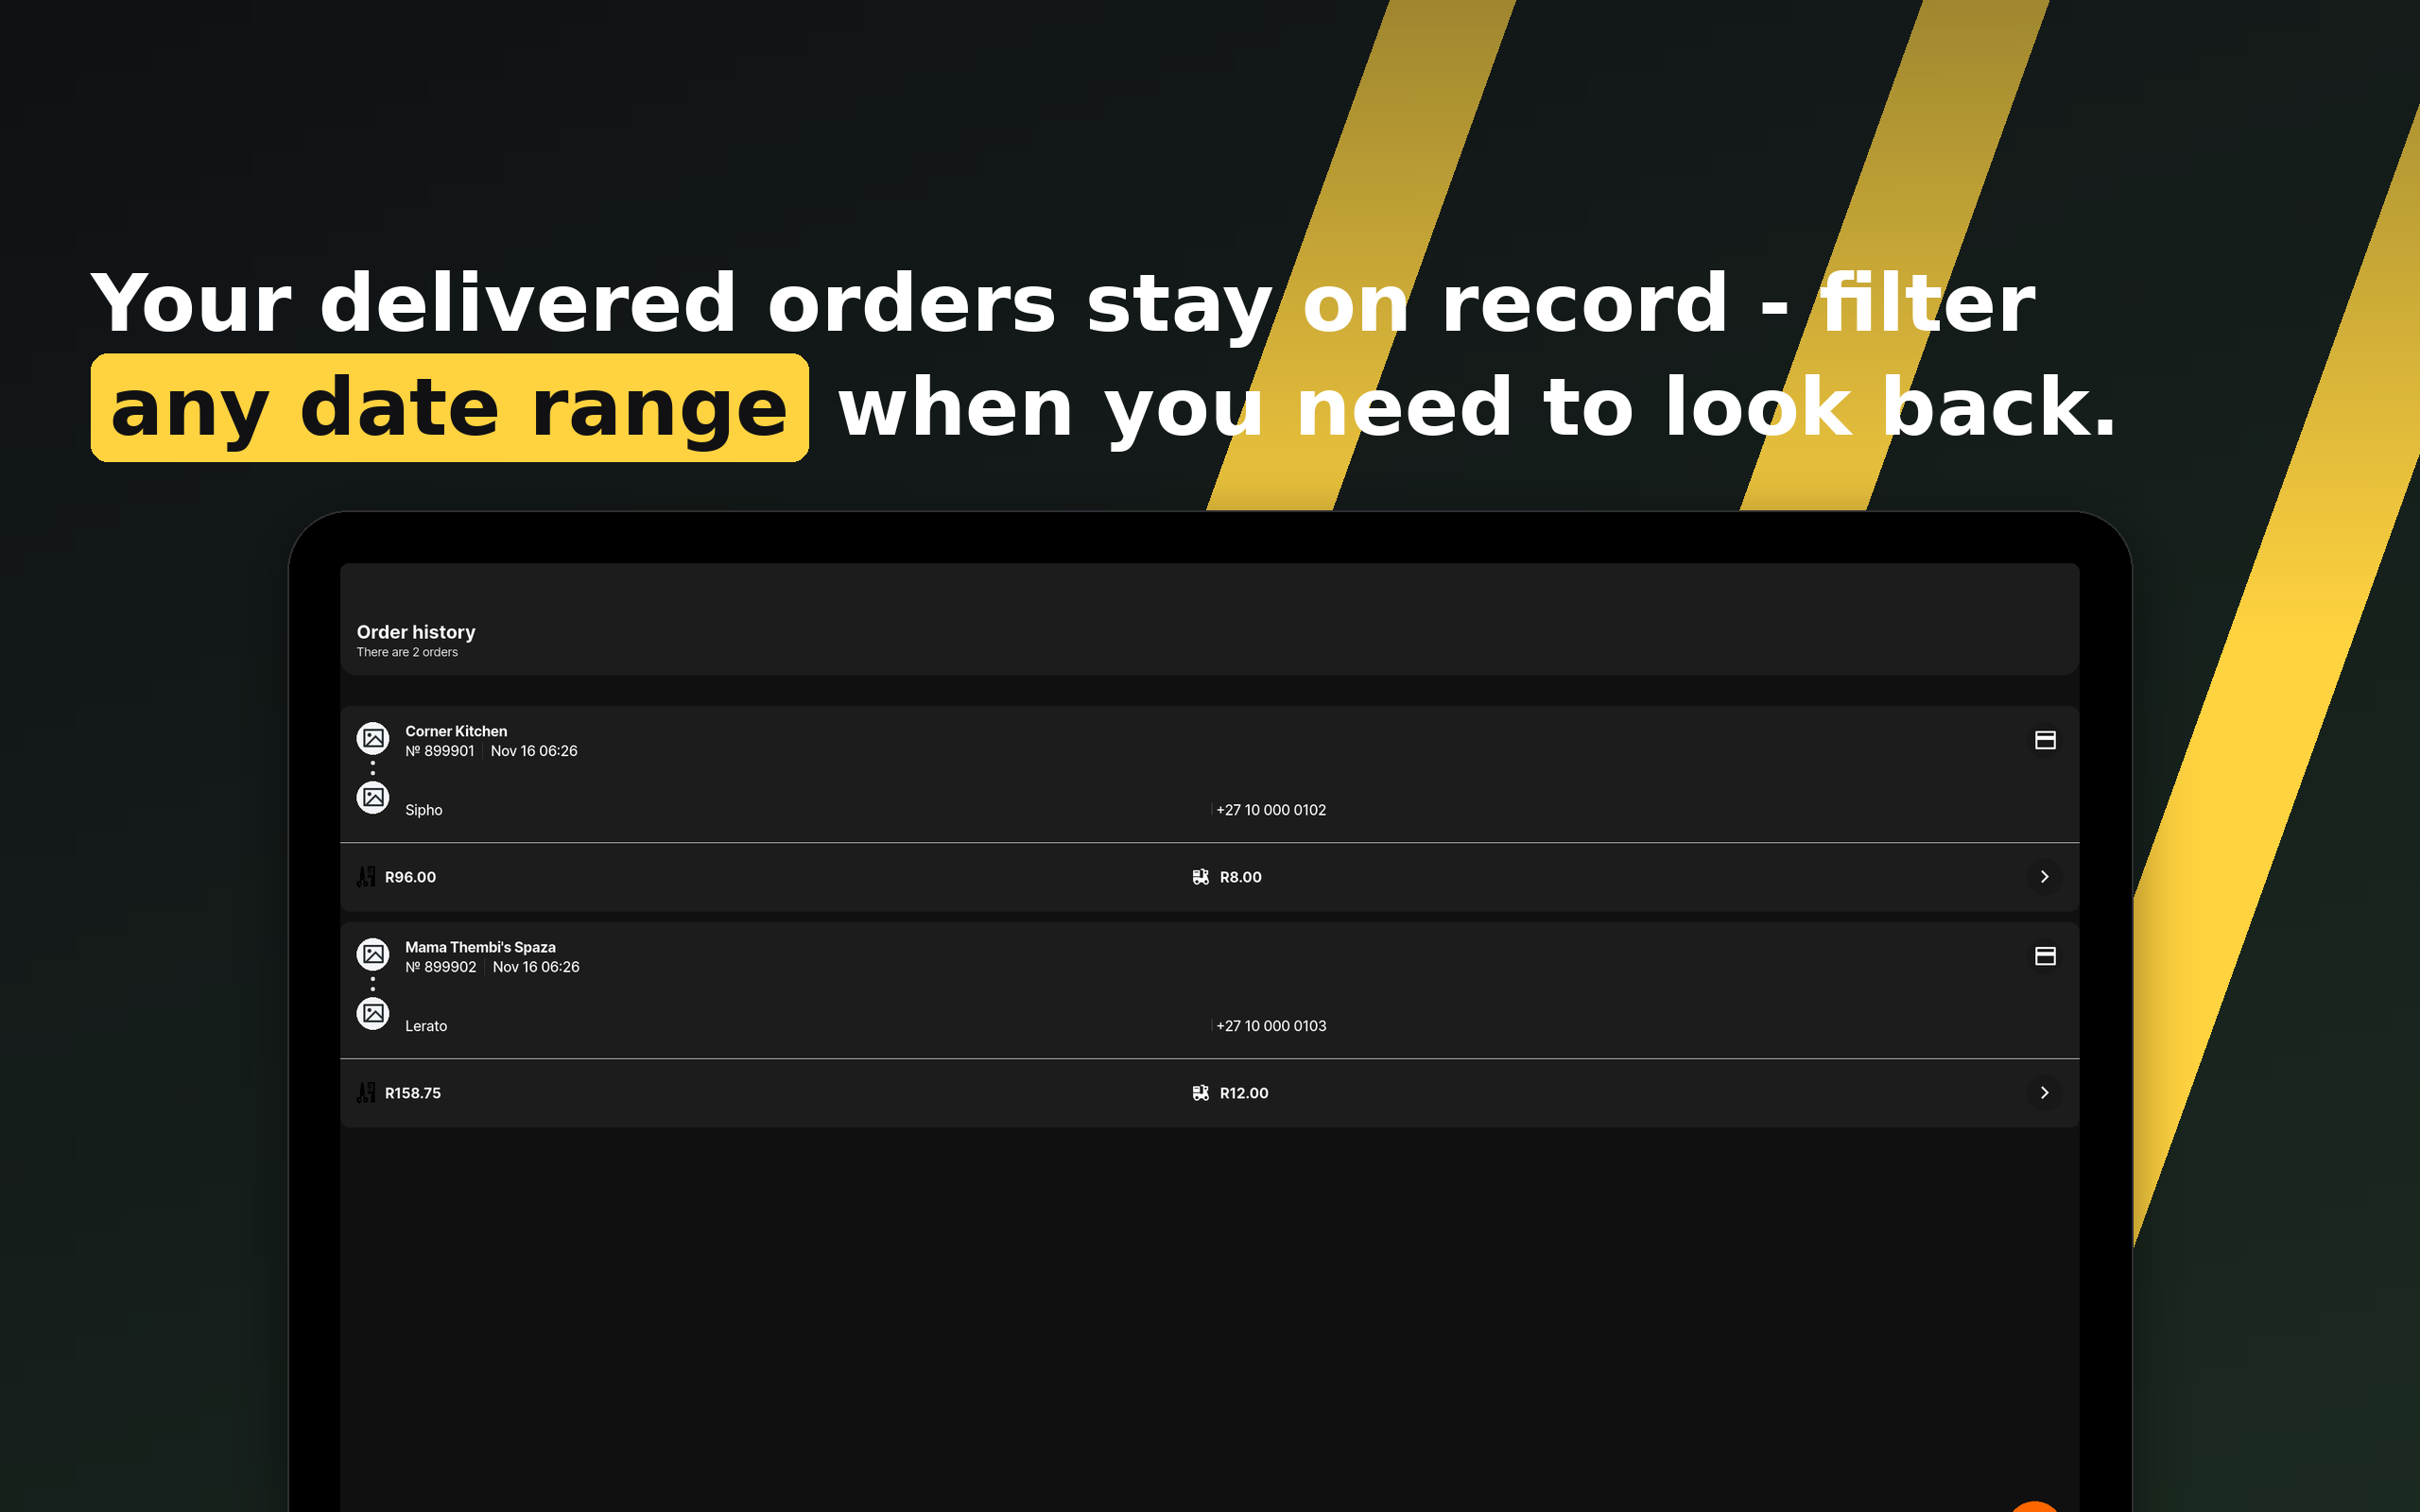 Your delivered orders stay on record - filter
any date range when you need to look back.
Order history
There are 2 orders
Corner Kitchen
№ 899901 Nov 16 06:26
Sipho +27 10 000 0102
R96.00 R8.00
Mama Thembi's Spaza
№ 899902 Nov 16 06:26
Lerato +27 10 000 0103
R158.75 R12.00